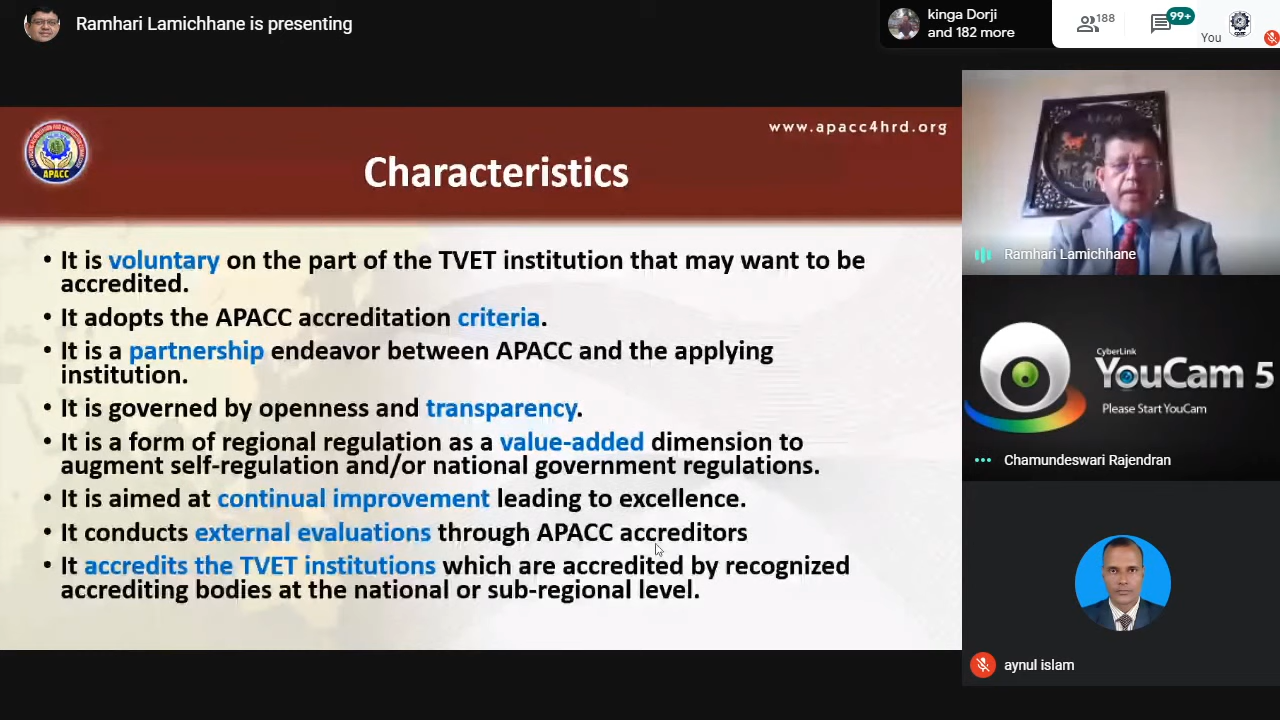 Ramhari Lamichhane is presenting
kinga Dorji
and 182 more
188
99+
You
www.apacc4hrd.org
APACC
Characteristics
• It is voluntary on the part of the TVET institution that may want to be
accredited.
• It adopts the APACC accreditation criteria.
• It is a partnership endeavor between APACC and the applying
institution.
• It is governed by openness and transparency.
• It is a form of regional regulation as a value-added dimension to
augment self-regulation and/or national government regulations.
• It is aimed at continual improvement leading to excellence.
• It conducts external evaluations through APACC accreditors
• It accredits the TVET institutions which are accredited by recognized
accrediting bodies at the national or sub-regional level.
Ramhari Lamichhane
CyberLink
YouCam 5
Please Start YouCam
Chamundeswari Rajendran
aynul islam